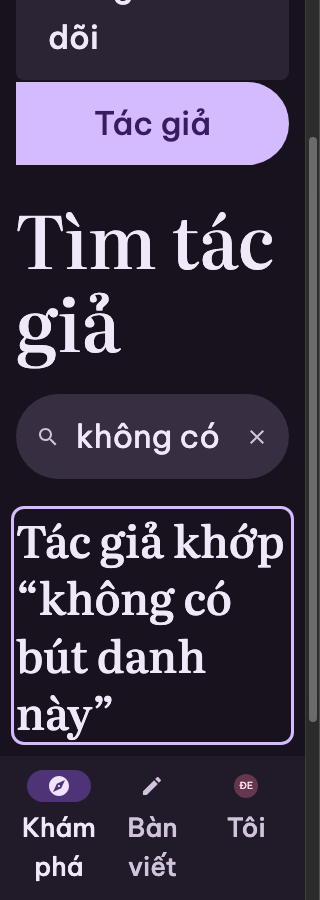 dõi
Tác giả
Tìm tác
giả
không có
Tác giả khớp
“không có
bút danh
này”
ĐE
Khám
phá
Bàn
viết
Tôi